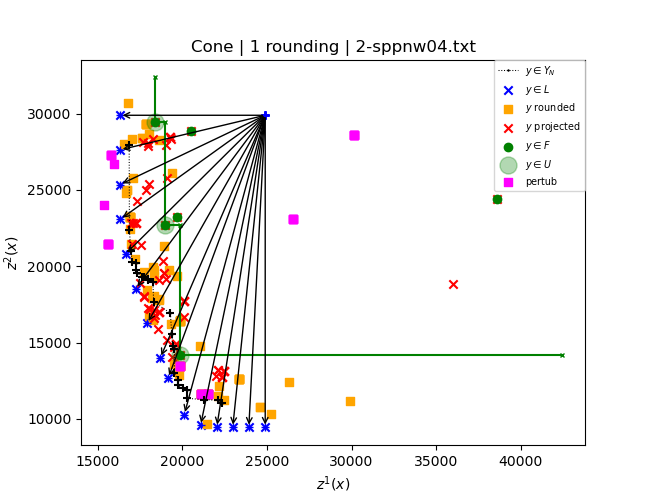 Cone | 1 rounding | 2-sppnw04.txt
z²(x)
30000
25000
20000
15000
10000
15000 20000 25000 30000 35000 40000
z¹(x)
y ∈ Y_N
y ∈ L
y rounded
y projected
y ∈ F
y ∈ U
pertub